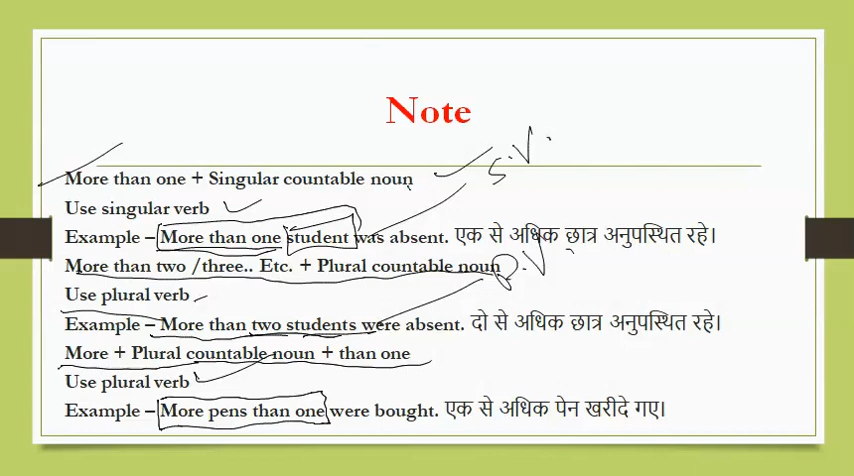 Note
S.V.
More than one + Singular countable noun
Use singular verb
Example – More than one student was absent. एक से अधिक छात्र अनुपस्थित रहे।
More than two /three.. Etc. + Plural countable noun
P.V
Use plural verb
Example – More than two students were absent. दो से अधिक छात्र अनुपस्थित रहे।
More + Plural countable noun + than one
Use plural verb
Example – More pens than one were bought. एक से अधिक पेन खरीदे गए।